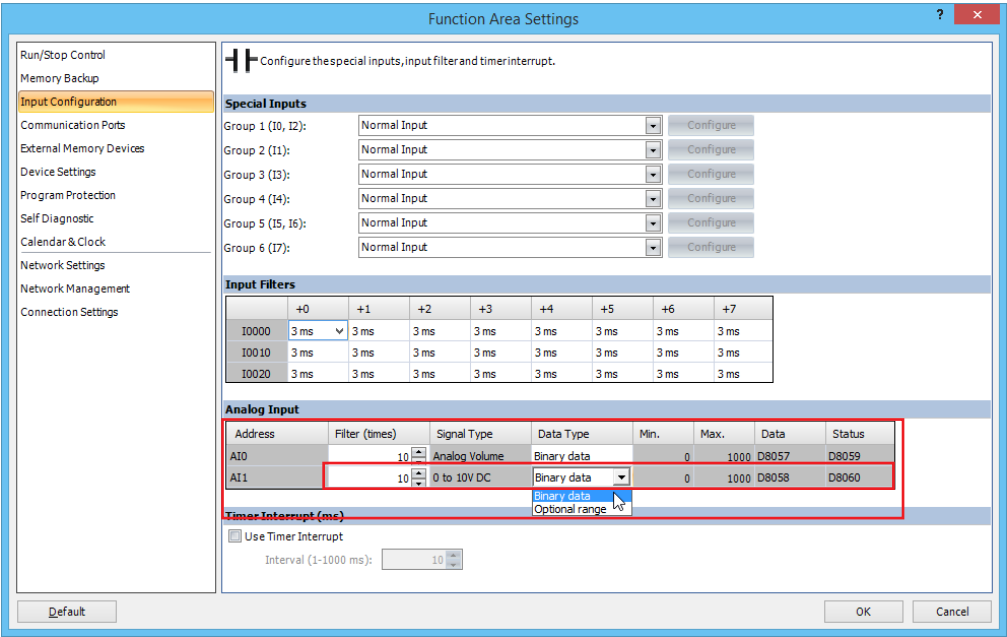 Function Area Settings
?
Run/Stop Control
Memory Backup
Input Configuration
Communication Ports
External Memory Devices
Device Settings
Program Protection
Self Diagnostic
Calendar & Clock
Network Settings
Network Management
Connection Settings
Configure the special inputs, input filter and timer interrupt.
Special Inputs
Group 1 (I0, I2): Normal Input Configure
Group 2 (I1): Normal Input Configure
Group 3 (I3): Normal Input Configure
Group 4 (I4): Normal Input Configure
Group 5 (I5, I6): Normal Input Configure
Group 6 (I7): Normal Input Configure
Input Filters
+0 +1 +2 +3 +4 +5 +6 +7
I0000 3 ms 3 ms 3 ms 3 ms 3 ms 3 ms 3 ms 3 ms
I0010 3 ms 3 ms 3 ms 3 ms 3 ms 3 ms 3 ms 3 ms
I0020 3 ms 3 ms 3 ms 3 ms 3 ms 3 ms 3 ms 3 ms
Analog Input
Address Filter (times) Signal Type Data Type Min. Max. Data Status
AI0 10 Analog Volume Binary data 0 1000 D8057 D8059
AI1 10 0 to 10V DC Binary data 0 1000 D8058 D8060
Binary data
Optional range
Timer Interrupt (ms)
Use Timer Interrupt
Interval (1-1000 ms): 10
Default OK Cancel